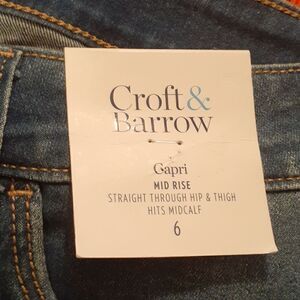 Croft&
Barrow
Capri
MID RISE
STRAIGHT THROUGH HIP & THIGH
HITS MIDCALF
6